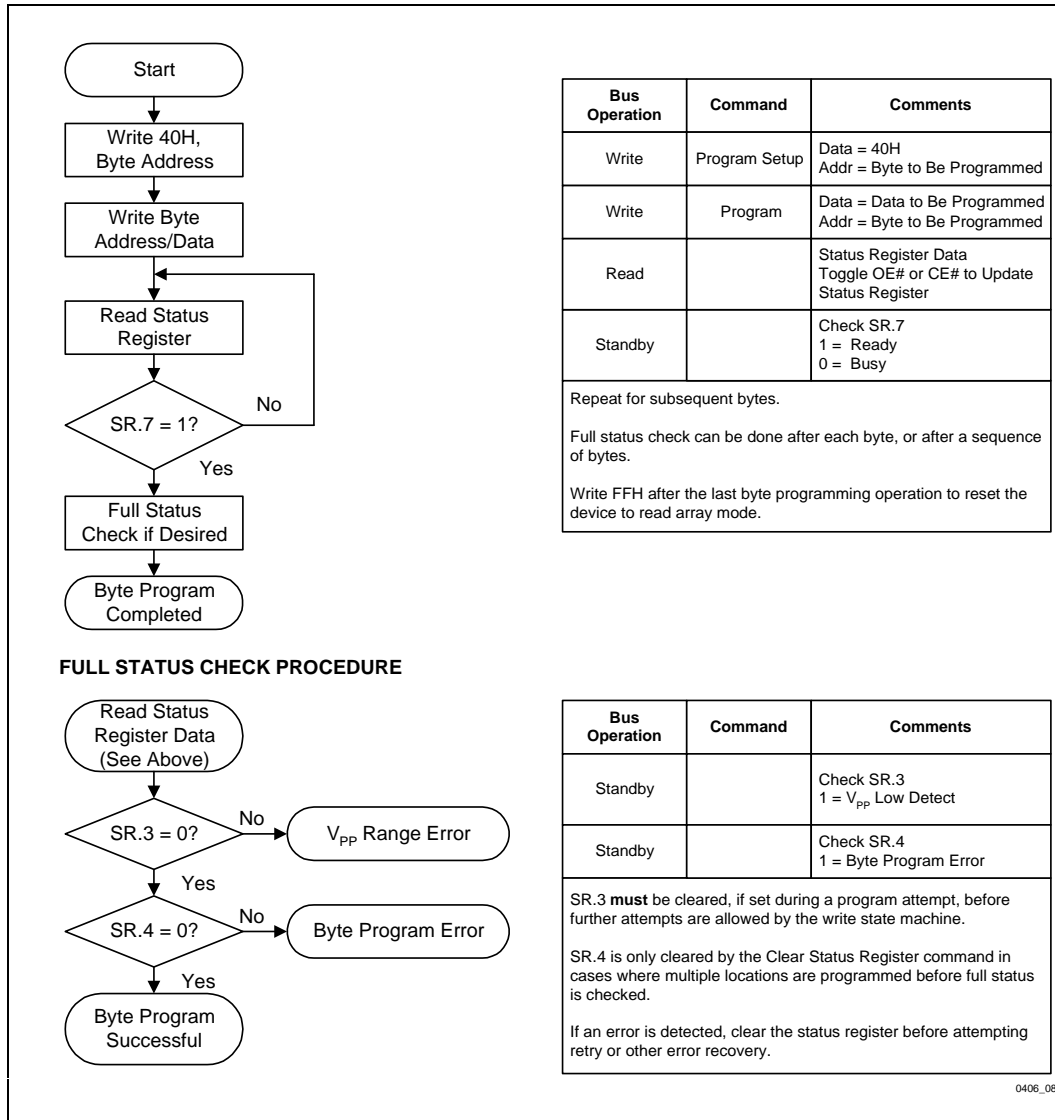 Start
Write 40H,
Byte Address
Write Byte
Address/Data
Read Status
Register
SR.7 = 1?
No
Yes
Full Status
Check if Desired
Byte Program
Completed
Bus
Operation
Command
Comments
Write
Program Setup
Data = 40H
Addr = Byte to Be Programmed
Write
Program
Data = Data to Be Programmed
Addr = Byte to Be Programmed
Read
Status Register Data
Toggle OE# or CE# to Update
Status Register
Standby
Check SR.7
1 = Ready
0 = Busy
Repeat for subsequent bytes.
Full status check can be done after each byte, or after a sequence
of bytes.
Write FFH after the last byte programming operation to reset the
device to read array mode.
FULL STATUS CHECK PROCEDURE
Read Status
Register Data
(See Above)
SR.3 = 0?
No
VPP Range Error
Yes
SR.4 = 0?
No
Byte Program Error
Yes
Byte Program
Successful
Bus
Operation
Command
Comments
Standby
Check SR.3
1 = VPP Low Detect
Standby
Check SR.4
1 = Byte Program Error
SR.3 must be cleared, if set during a program attempt, before
further attempts are allowed by the write state machine.
SR.4 is only cleared by the Clear Status Register command in
cases where multiple locations are programmed before full status
is checked.
If an error is detected, clear the status register before attempting
retry or other error recovery.
0406_08